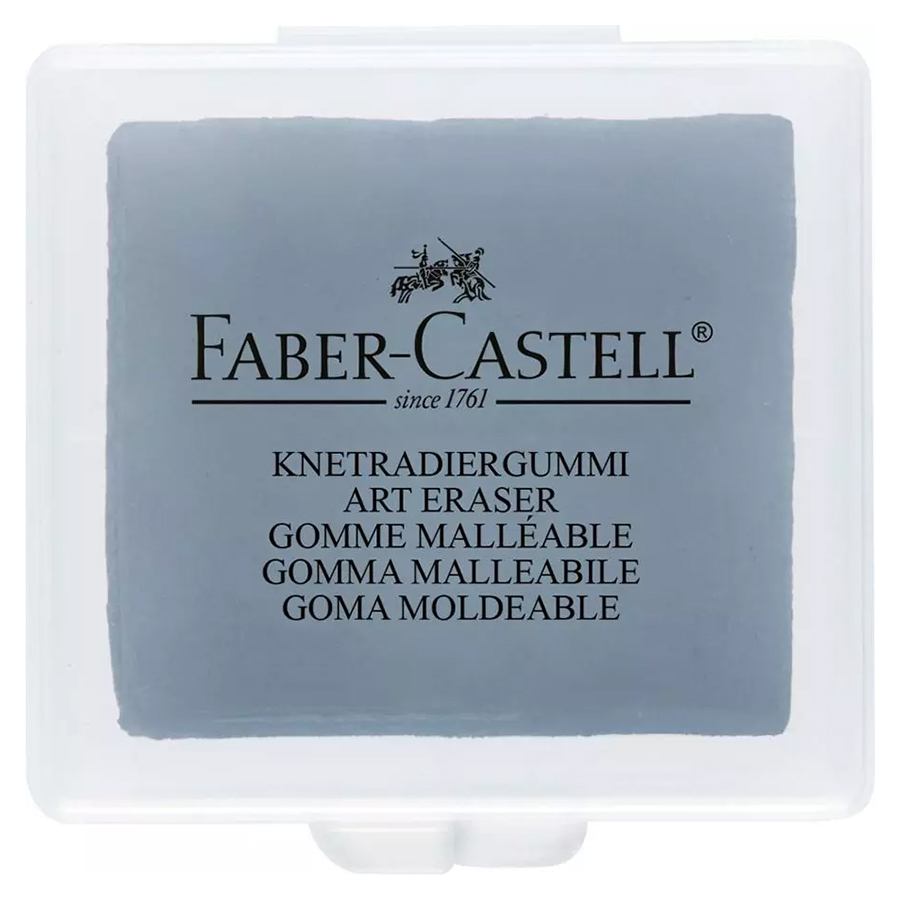 FABER-CASTELL®
since 1761
KNETRADIERGUMMI
ART ERASER
GOMME MALLÉABLE
GOMMA MALLEABILE
GOMA MOLDEABLE